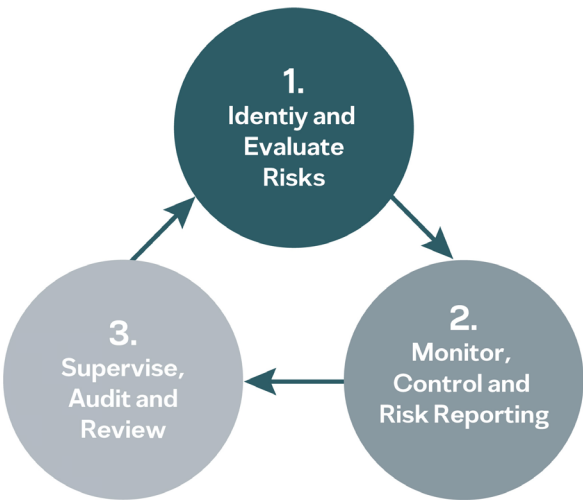 1.
Identiy and
Evaluate
Risks
2.
Monitor,
Control and
Risk Reporting
3.
Supervise,
Audit and
Review